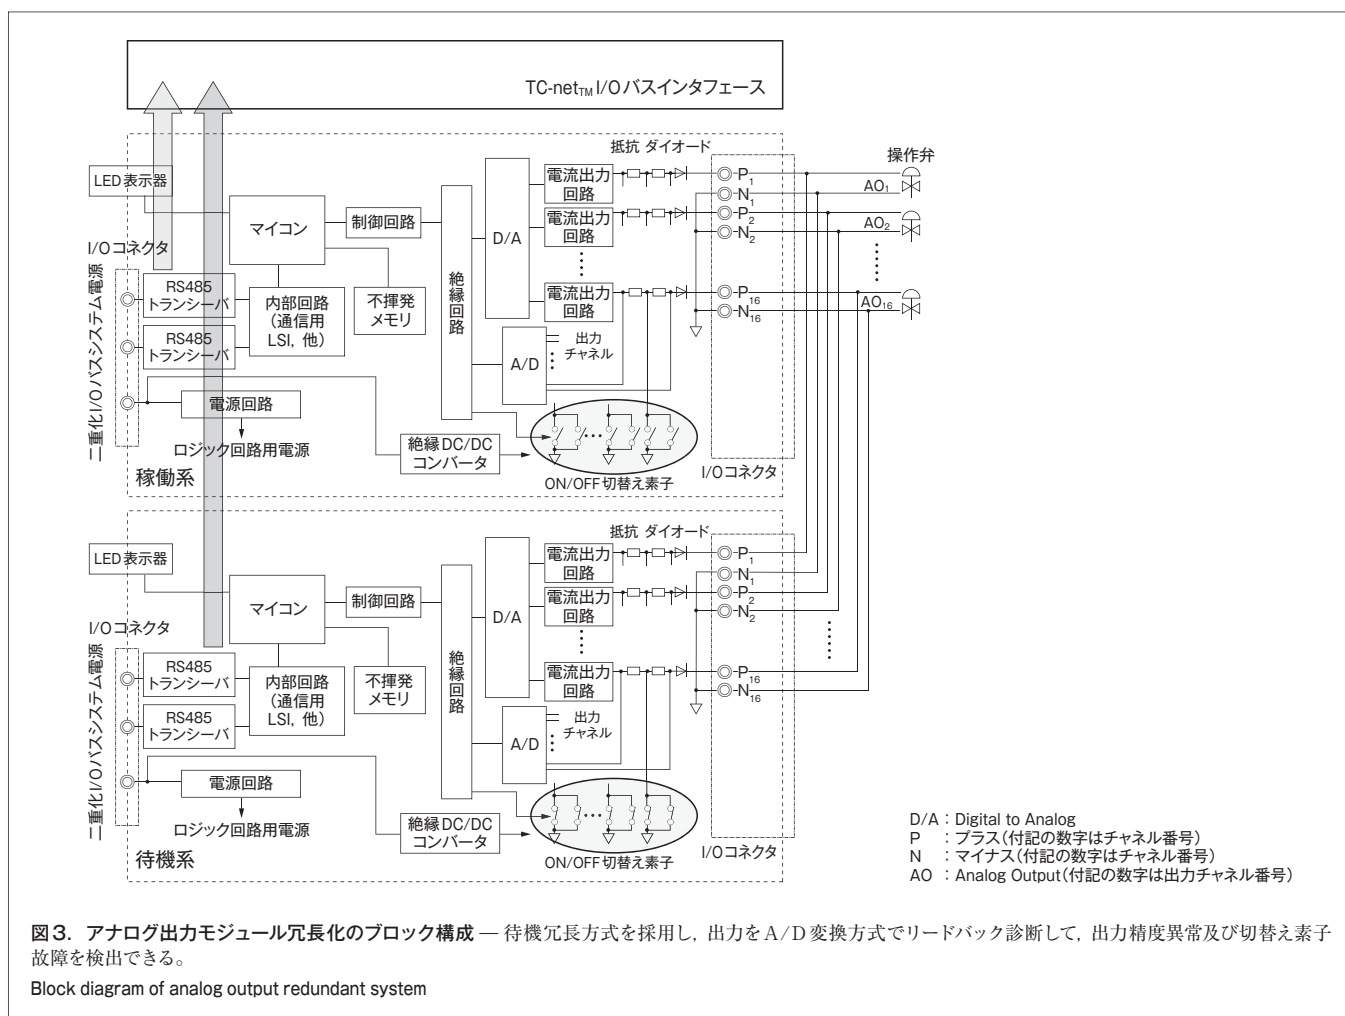 TC-netTM I/Oバスインタフェース
抵抗 ダイオード
操作弁
LED表示器
マイコン
制御回路
D/A
電流出力
回路
P1
N1
AO1
電流出力
回路
P2
N2
AO2
I/Oコネクタ
二重化I/Oバスシステム電源
RS485
トランシーバ
RS485
トランシーバ
内部回路
(通信用
LSI, 他)
不揮発
メモリ
絶縁回路
電流出力
回路
P16
N16
AO16
A/D
出力
チャネル
電源回路
ロジック回路用電源
絶縁DC/DC
コンバータ
ON/OFF切替え素子
I/Oコネクタ
稼働系
抵抗 ダイオード
LED表示器
マイコン
制御回路
D/A
電流出力
回路
P1
N1
電流出力
回路
P2
N2
I/Oコネクタ
二重化I/Oバスシステム電源
RS485
トランシーバ
RS485
トランシーバ
内部回路
(通信用
LSI, 他)
不揮発
メモリ
絶縁回路
電流出力
回路
P16
N16
A/D
出力
チャネル
電源回路
ロジック回路用電源
絶縁DC/DC
コンバータ
ON/OFF切替え素子
I/Oコネクタ
待機系
D/A : Digital to Analog
P : プラス(付記の数字はチャネル番号)
N : マイナス(付記の数字はチャネル番号)
AO : Analog Output(付記の数字は出力チャネル番号)
図3. アナログ出力モジュール冗長化のブロック構成 — 待機冗長方式を採用し, 出力をA/D変換方式でリードバック診断して, 出力精度異常及び切替え素子
故障を検出できる。
Block diagram of analog output redundant system